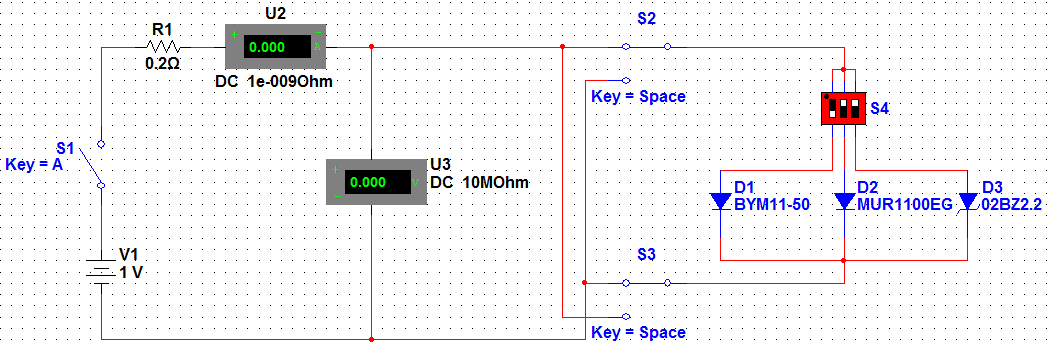 U2
S2
R1
+
−
0.000
A
0.2Ω
DC 1e-009Ohm
Key = Space
S4
S1
Key = A
U3
+
0.000
V
DC 10MOhm
−
D1
BYM11-50
D2
MUR1100EG
D3
02BZ2.2
V1
1 V
S3
Key = Space